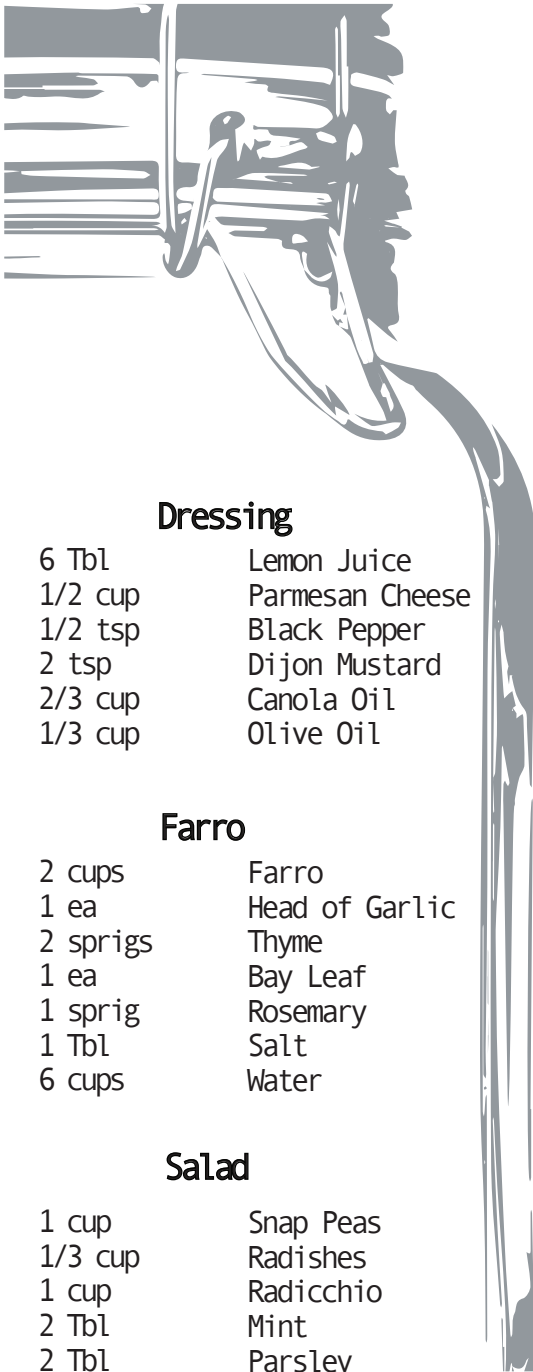 Dressing
6 Tbl Lemon Juice
1/2 cup Parmesan Cheese
1/2 tsp Black Pepper
2 tsp Dijon Mustard
2/3 cup Canola Oil
1/3 cup Olive Oil
Farro
2 cups Farro
1 ea Head of Garlic
2 sprigs Thyme
1 ea Bay Leaf
1 sprig Rosemary
1 Tbl Salt
6 cups Water
Salad
1 cup Snap Peas
1/3 cup Radishes
1 cup Radicchio
2 Tbl Mint
2 Tbl Parsley